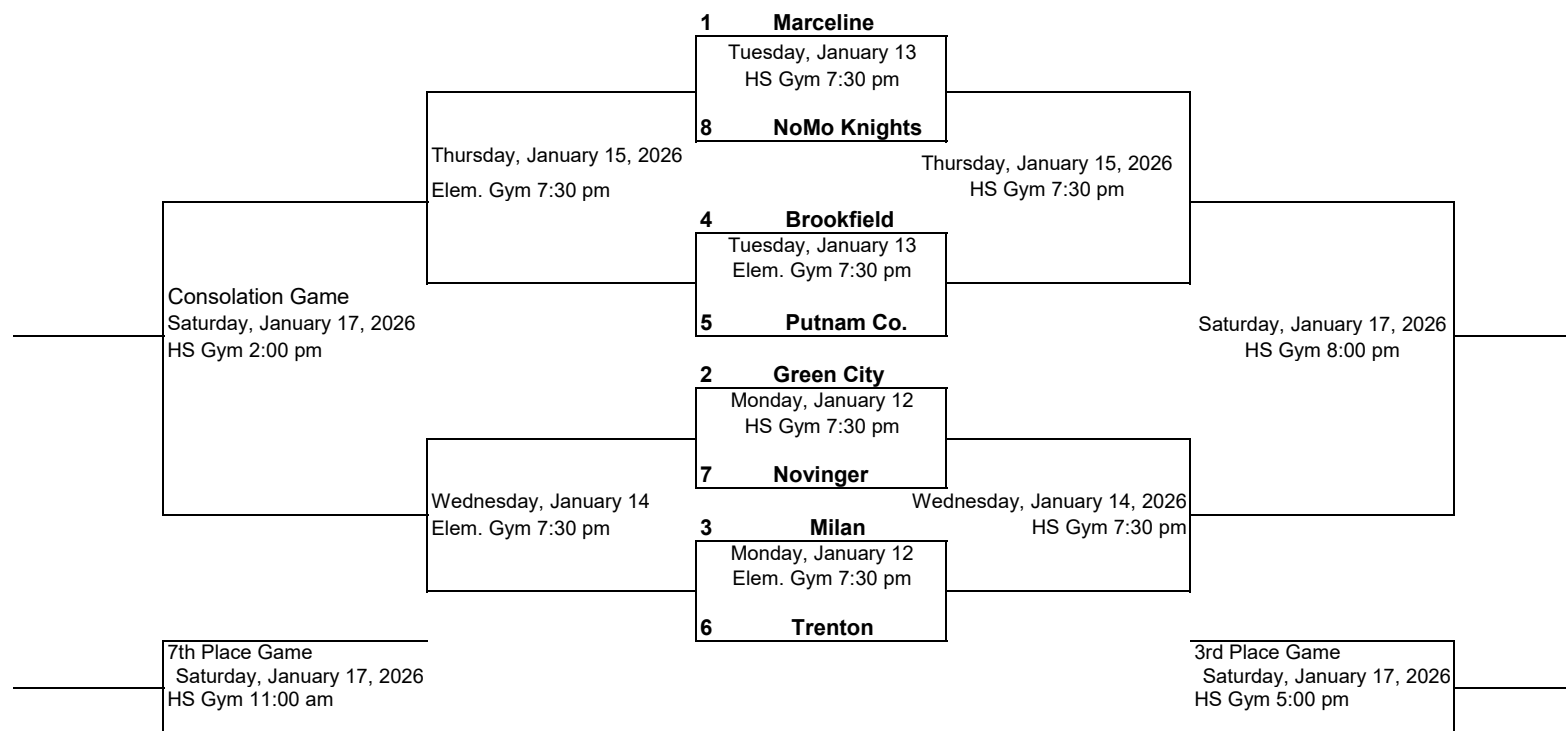 1 Marceline
Tuesday, January 13
HS Gym 7:30 pm
8 NoMo Knights
Thursday, January 15, 2026
Elem. Gym 7:30 pm
Thursday, January 15, 2026
HS Gym 7:30 pm
4 Brookfield
Tuesday, January 13
Elem. Gym 7:30 pm
5 Putnam Co.
Consolation Game
Saturday, January 17, 2026
HS Gym 2:00 pm
Saturday, January 17, 2026
HS Gym 8:00 pm
2 Green City
Monday, January 12
HS Gym 7:30 pm
7 Novinger
Wednesday, January 14
Elem. Gym 7:30 pm
Wednesday, January 14, 2026
HS Gym 7:30 pm
3 Milan
Monday, January 12
Elem. Gym 7:30 pm
6 Trenton
7th Place Game
Saturday, January 17, 2026
HS Gym 11:00 am
3rd Place Game
Saturday, January 17, 2026
HS Gym 5:00 pm